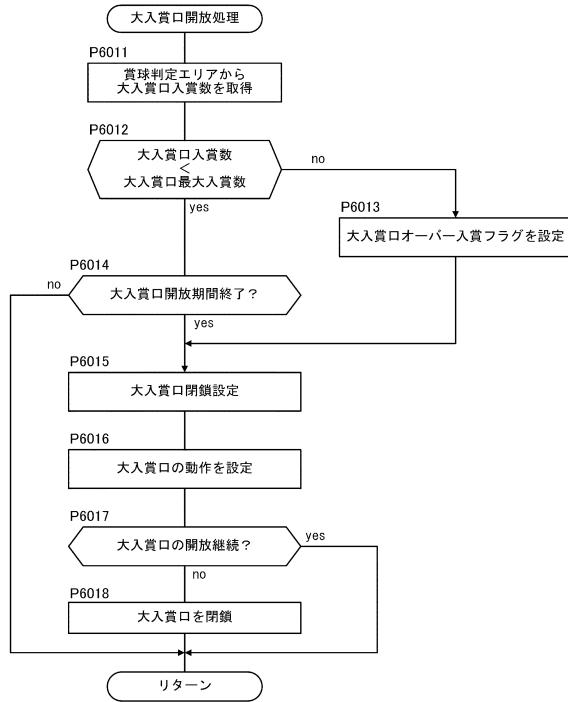 大入賞口開放処理
P6011
賞球判定エリアから
大入賞口入賞数を取得
P6012
大入賞口入賞数
<
大入賞口最大入賞数
no
yes
P6013
大入賞口オーバー入賞フラグを設定
P6014
no
大入賞口開放期間終了?
yes
P6015
大入賞口閉鎖設定
P6016
大入賞口の動作を設定
P6017
大入賞口の開放継続?
yes
no
P6018
大入賞口を閉鎖
リターン